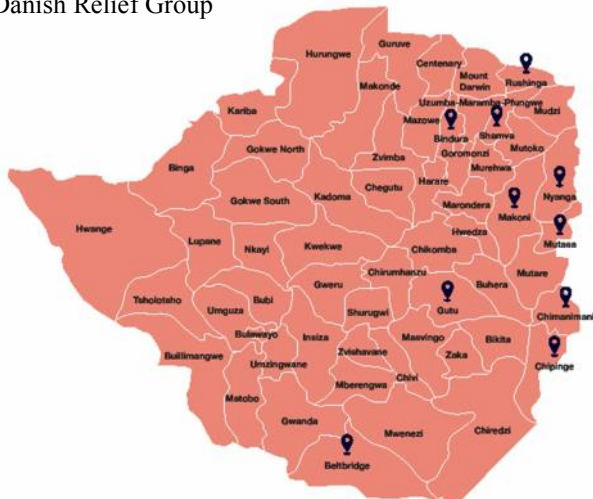 Danish Relief Group
Hurungwe
Guruve
Centenary
Mount
Darwin
Rushinga
Makonde
Kariba
Uzumba-Maramba-Pfungwe
Mudzi
Mazowe
Bindura
Shamva
Gokwe North
Zvimba
Goromonzi
Mutoko
Binga
Murehwa
Chegutu
Harare
Nyanga
Gokwe South
Kadoma
Marondera
Makoni
Hwange
Hwedza
Mutasa
Lupane
Nkayi
Kwekwe
Chikomba
Chirumhanzu
Mutare
Tsholotsho
Gweru
Buhera
Umguza
Bubi
Shurugwi
Gutu
Chimanimani
Bulawayo
Insiza
Masvingo
Bikita
Bulilimangwe
Umzingwane
Zvishavane
Zaka
Chipinge
Mberengwa
Chivi
Matobo
Gwanda
Mwenezi
Chiredzi
Beitbridge